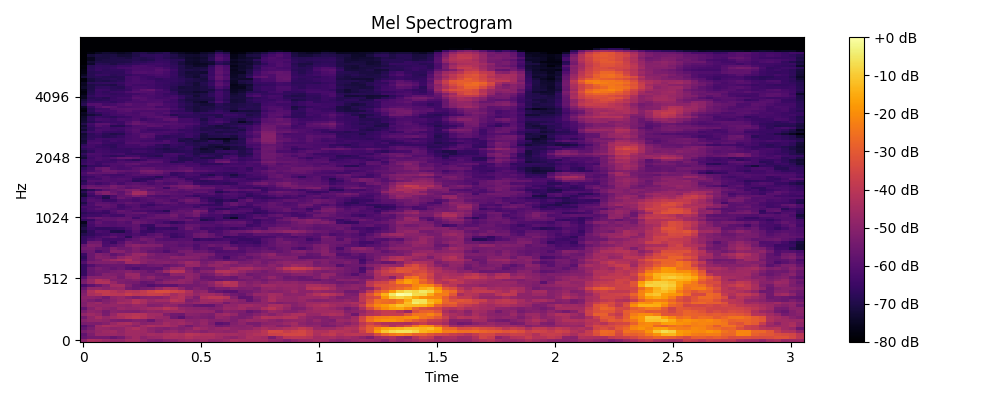 Mel Spectrogram
Hz
4096
2048
1024
512
0
0
0.5
1
1.5
2
2.5
3
Time
+0 dB
-10 dB
-20 dB
-30 dB
-40 dB
-50 dB
-60 dB
-70 dB
-80 dB